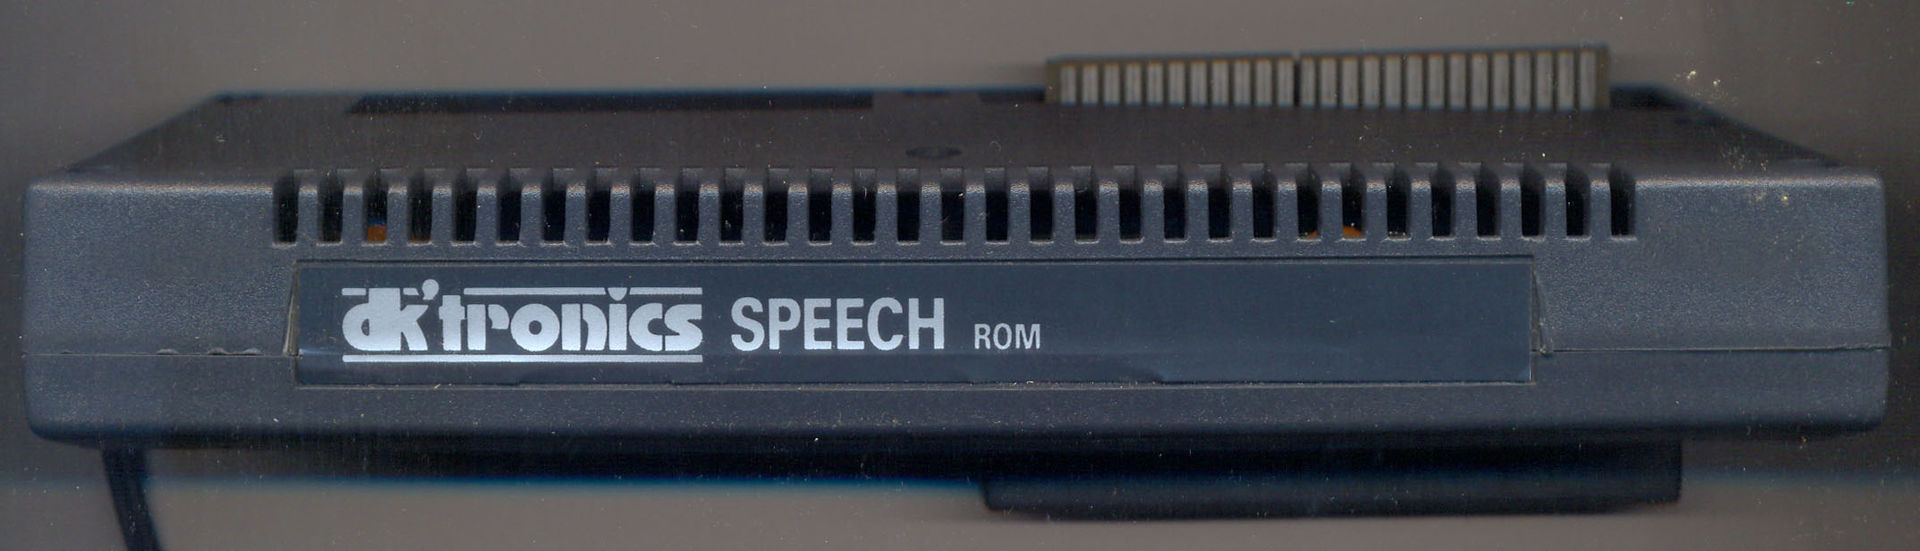 dk'tronics SPEECH ROM